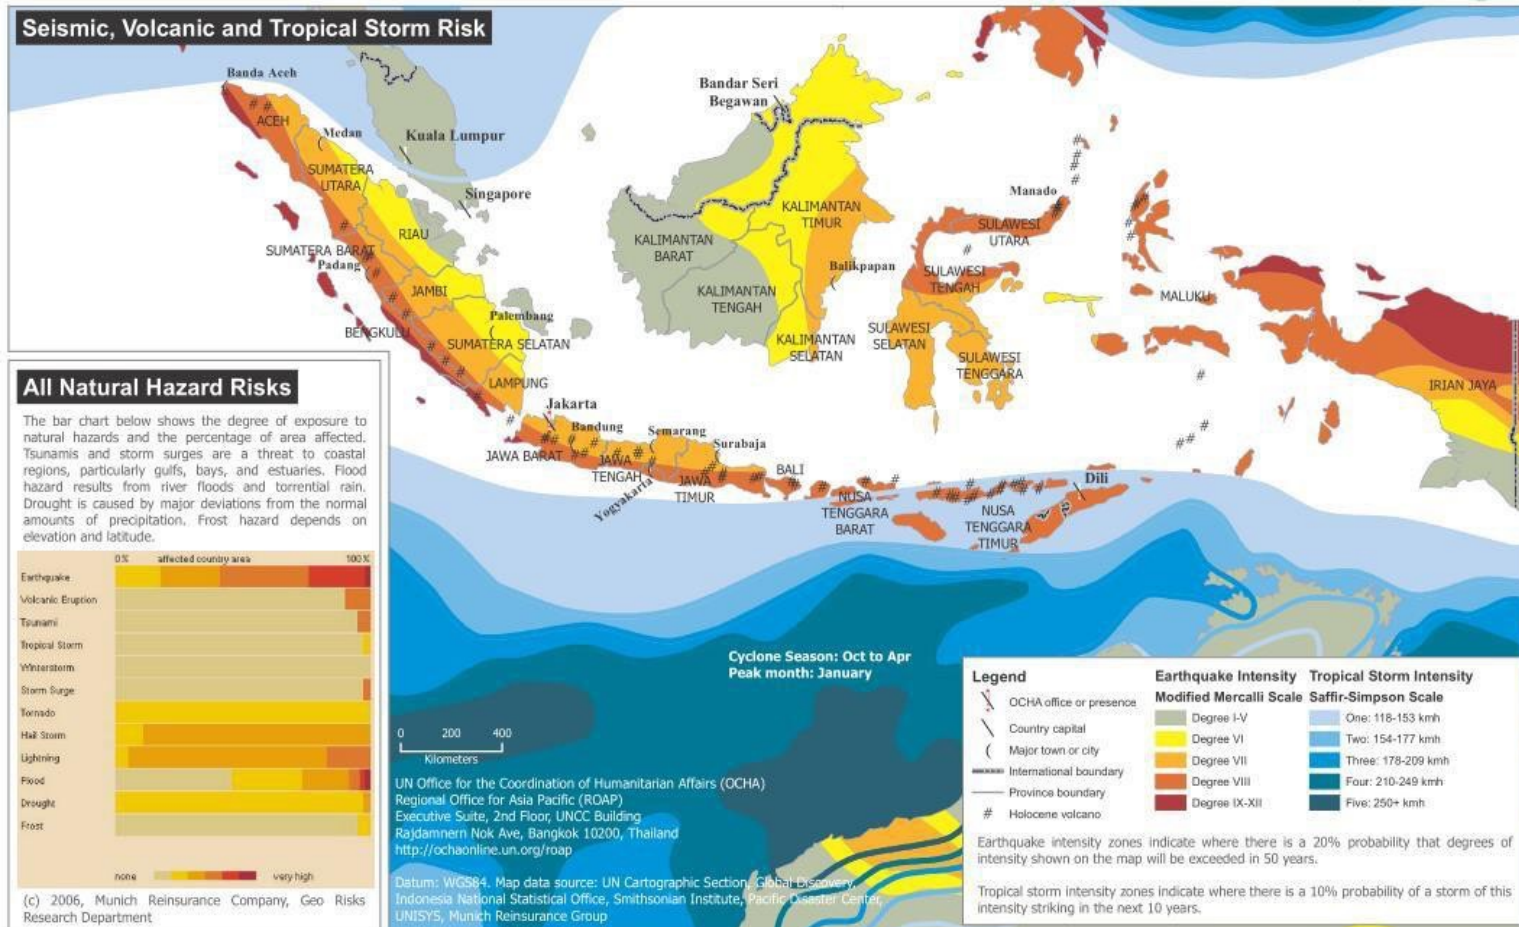 Seismic, Volcanic and Tropical Storm Risk
Banda Aceh
ACEH
Medan
Kuala Lumpur
SUMATERA
UTARA
Singapore
RIAU
SUMATERA BARAT
Padang
JAMBI
Palembang
BENGKULU
SUMATERA SELATAN
LAMPUNG
Bandar Seri
Begawan
KALIMANTAN
TIMUR
KALIMANTAN
BARAT
Balikpapan
KALIMANTAN
TENGAH
KALIMANTAN
SELATAN
Manado
SULAWESI
UTARA
SULAWESI
TENGAH
SULAWESI
SELATAN
SULAWESI
TENGGARA
MALUKU
IRIAN JAYA
Jakarta
Bandung
Semarang
Surabaja
JAWA BARAT
JAWA
TENGAH
Yogyakarta
JAWA
TIMUR
BALI
NUSA
TENGGARA
BARAT
NUSA
TENGGARA
TIMUR
Dili
All Natural Hazard Risks
The bar chart below shows the degree of exposure to
natural hazards and the percentage of area affected.
Tsunamis and storm surges are a threat to coastal
regions, particularly gulfs, bays, and estuaries. Flood
hazard results from river floods and torrential rain.
Drought is caused by major deviations from the normal
amounts of precipitation. Frost hazard depends on
elevation and latitude.
0% affected country area 100%
Earthquake
Volcanic Eruption
Tsunami
Tropical Storm
Winterstorm
Storm Surge
Tornado
Hail Storm
Lightning
Flood
Drought
Frost
none very high
(c) 2006, Munich Reinsurance Company, Geo Risks
Research Department
Cyclone Season: Oct to Apr
Peak month: January
0 200 400
Kilometers
UN Office for the Coordination of Humanitarian Affairs (OCHA)
Regional Office for Asia Pacific (ROAP)
Executive Suite, 2nd Floor, UNCC Building
Rajdamnern Nok Ave, Bangkok 10200, Thailand
http://ochaonline.un.org/roap
Datum: WGS84. Map data source: UN Cartographic Section, Global Discovery,
Indonesia National Statistical Office, Smithsonian Institute, Pacific Disaster Center,
UNISYS, Munich Reinsurance Group
Legend
OCHA office or presence
Country capital
Major town or city
International boundary
Province boundary
# Holocene volcano
Earthquake Intensity
Modified Mercalli Scale
Degree I-V
Degree VI
Degree VII
Degree VIII
Degree IX-XII
Tropical Storm Intensity
Saffir-Simpson Scale
One: 118-153 kmh
Two: 154-177 kmh
Three: 178-209 kmh
Four: 210-249 kmh
Five: 250+ kmh
Earthquake intensity zones indicate where there is a 20% probability that degrees of
intensity shown on the map will be exceeded in 50 years.
Tropical storm intensity zones indicate where there is a 10% probability of a storm of this
intensity striking in the next 10 years.